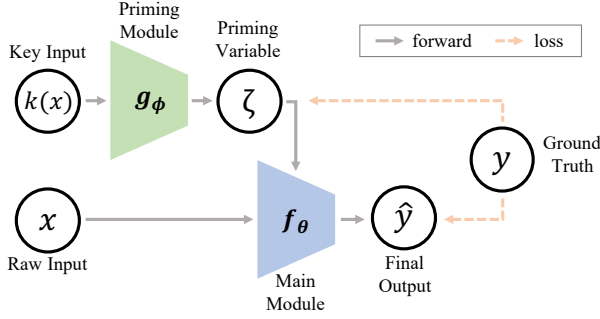 Priming
Module
Priming
Variable
forward
loss
Key Input
k(x)
g_ϕ
ζ
y
Ground
Truth
x
f_θ
ŷ
Raw Input
Main
Module
Final
Output